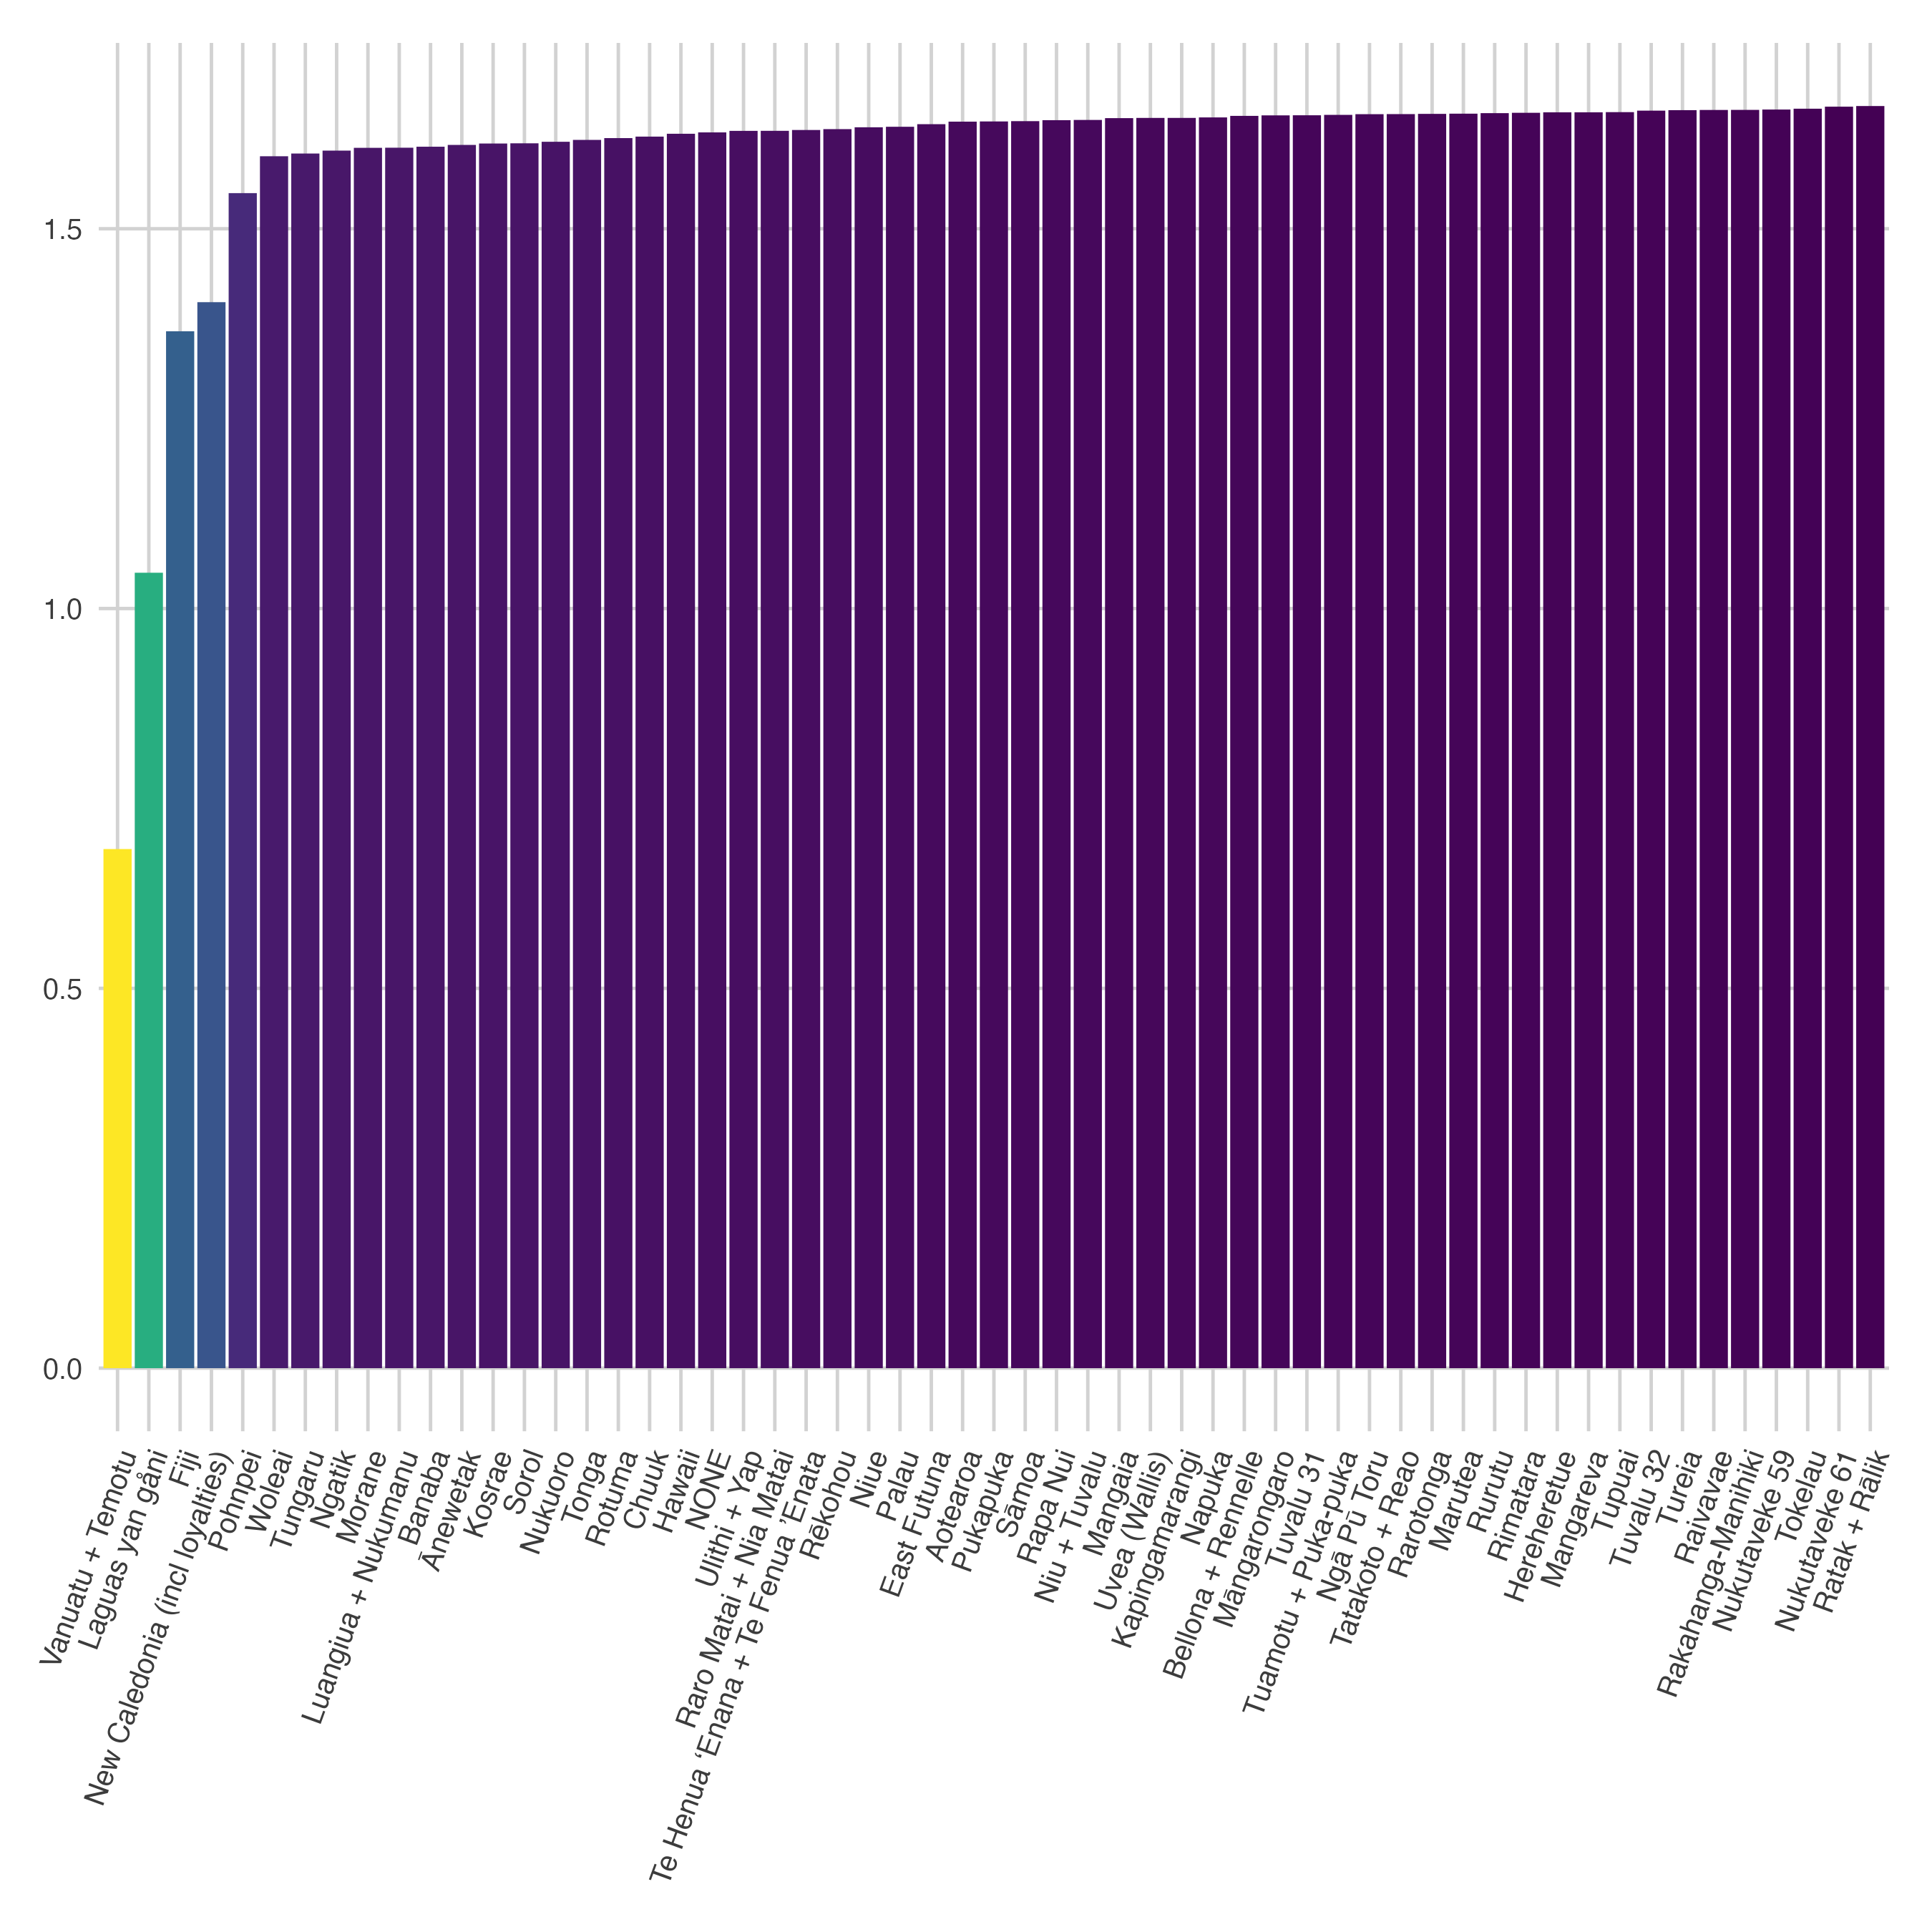 1.5
1.0
0.5
0.0
Vanuatu + Temotu
Laguas yan gåni
Fiji
New Caledonia (incl loyalties)
Pohnpei
Woleai
Tungaru
Ngatik
Morane
Luangiua + Nukumanu
Banaba
Ānewetak
Kosrae
Sorol
Nukuoro
Tonga
Rotuma
Chuuk
Hawaii
NONE
Ulithi + Yap
Raro Matai + Nia Matai
Te Henua ‘Enana + Te Fenua ’Enata
Rēkohou
Niue
Palau
East Futuna
Aotearoa
Pukapuka
Sāmoa
Rapa Nui
Niu + Tuvalu
Mangaia
Uvea (Wallis)
Kapingamarangi
Napuka
Bellona + Rennelle
Māngarongaro
Tuvalu 31
Tuamotu + Puka-puka
Ngā Pū Toru
Tatakoto + Reao
Rarotonga
Marutea
Rurutu
Rimatara
Hereheretue
Mangareva
Tupuai
Tuvalu 32
Tureia
Raivavae
Rakahanga-Manihiki
Nukutaveke 59
Tokelau
Nukutaveke 61
Ratak + Rālik